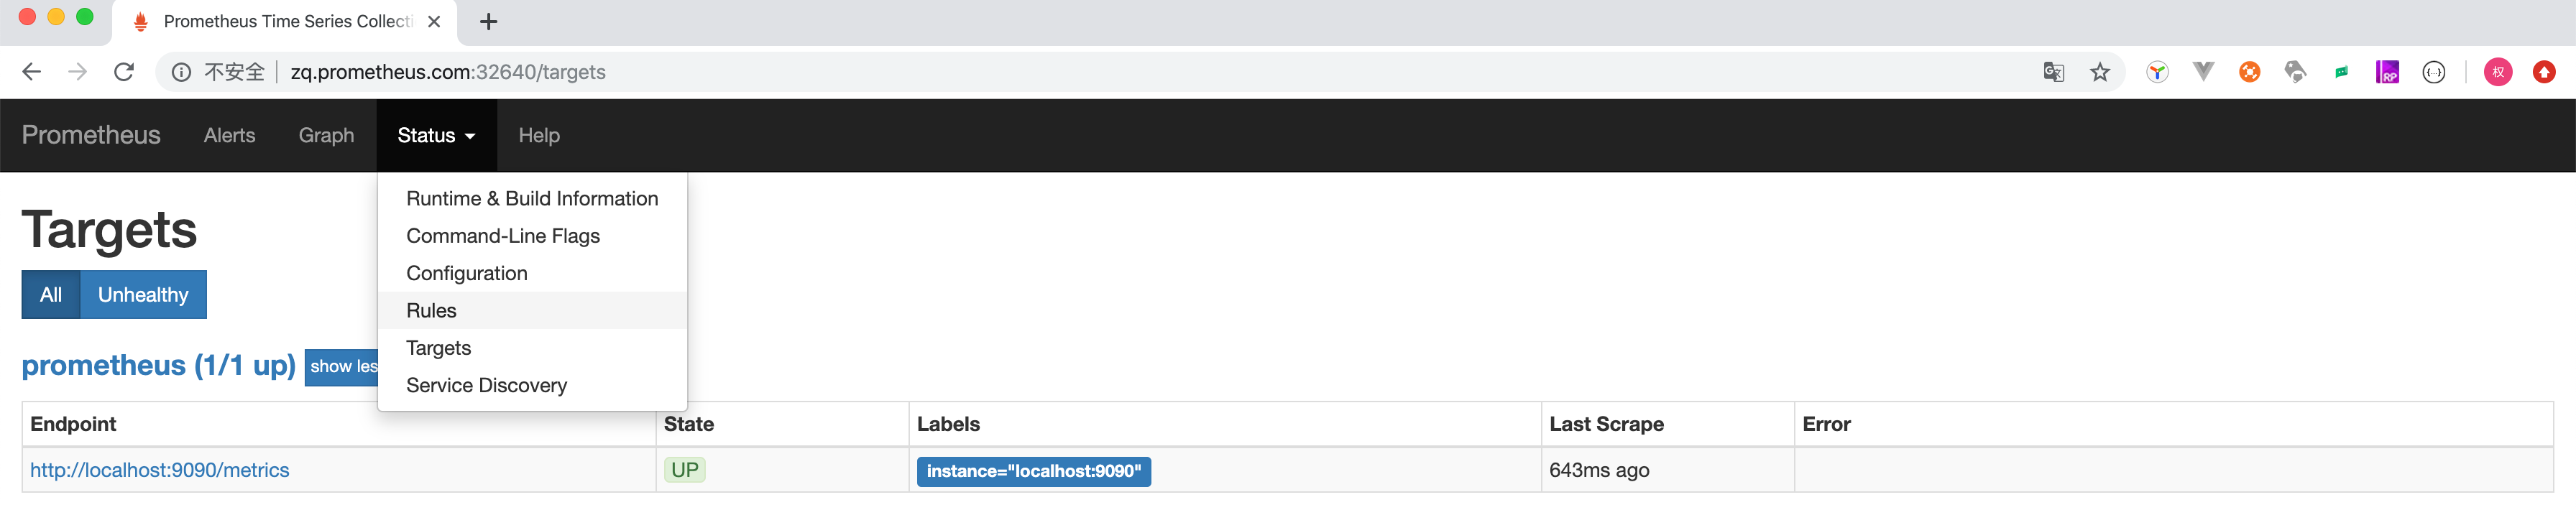 Prometheus Time Series Collecti
不安全 zq.prometheus.com:32640/targets
RP {...} 权
Prometheus Alerts Graph Status Help
Runtime & Build Information
Command-Line Flags
Configuration
Rules
Targets
Service Discovery
Targets
All Unhealthy
prometheus (1/1 up) show les
Endpoint State Labels Last Scrape Error
http://localhost:9090/metrics UP instance="localhost:9090" 643ms ago